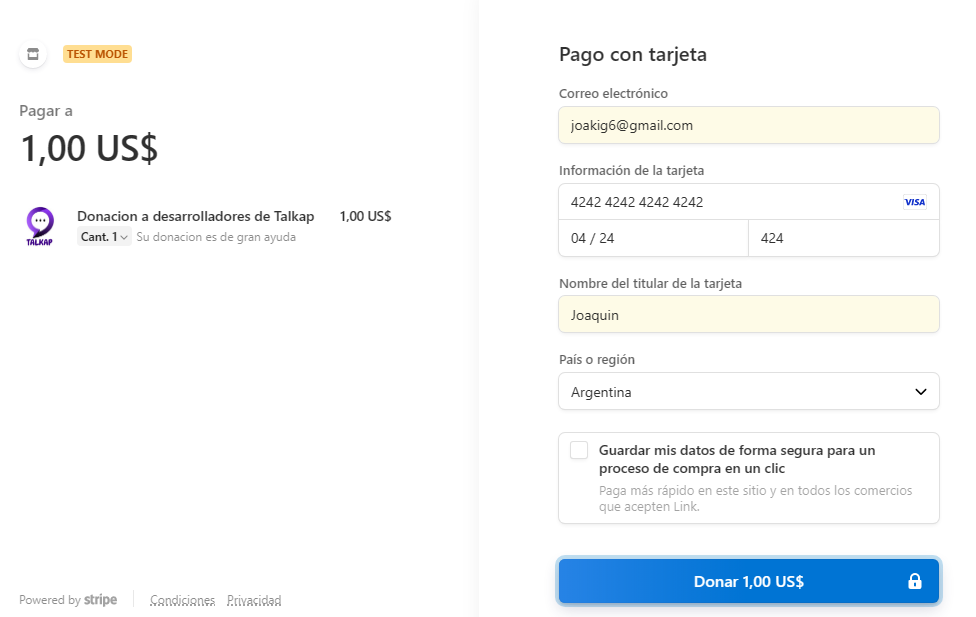 TEST MODE
Pagar a
1,00 US$
TALKAP
Donacion a desarrolladores de Talkap 1,00 US$
Cant. 1 Su donacion es de gran ayuda
Powered by stripe Condiciones Privacidad
Pago con tarjeta
Correo electrónico
joakig6@gmail.com
Información de la tarjeta
4242 4242 4242 4242 VISA
04 / 24 424
Nombre del titular de la tarjeta
Joaquin
País o región
Argentina
Guardar mis datos de forma segura para un
proceso de compra en un clic
Paga más rápido en este sitio y en todos los comercios
que acepten Link.
Donar 1,00 US$